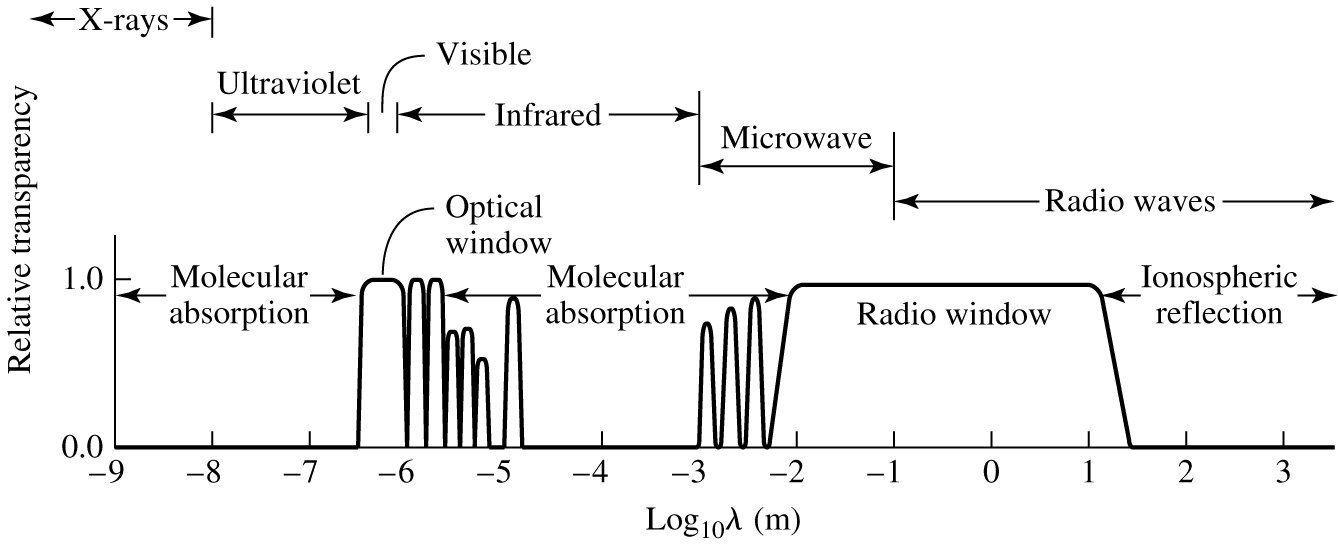 X-rays
Visible
Ultraviolet
Infrared
Microwave
Radio waves
Optical
window
Relative transparency
1.0
Molecular
absorption
Molecular
absorption
Radio window
Ionospheric
reflection
0.0
−9 −8 −7 −6 −5 −4 −3 −2 −1 0 1 2 3
Log₁₀λ (m)